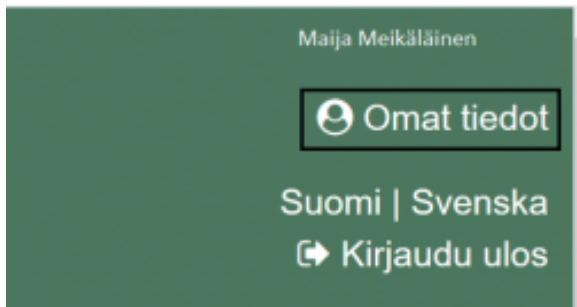 Maija Meikäläinen
Omat tiedot
Suomi | Svenska
Kirjaudu ulos